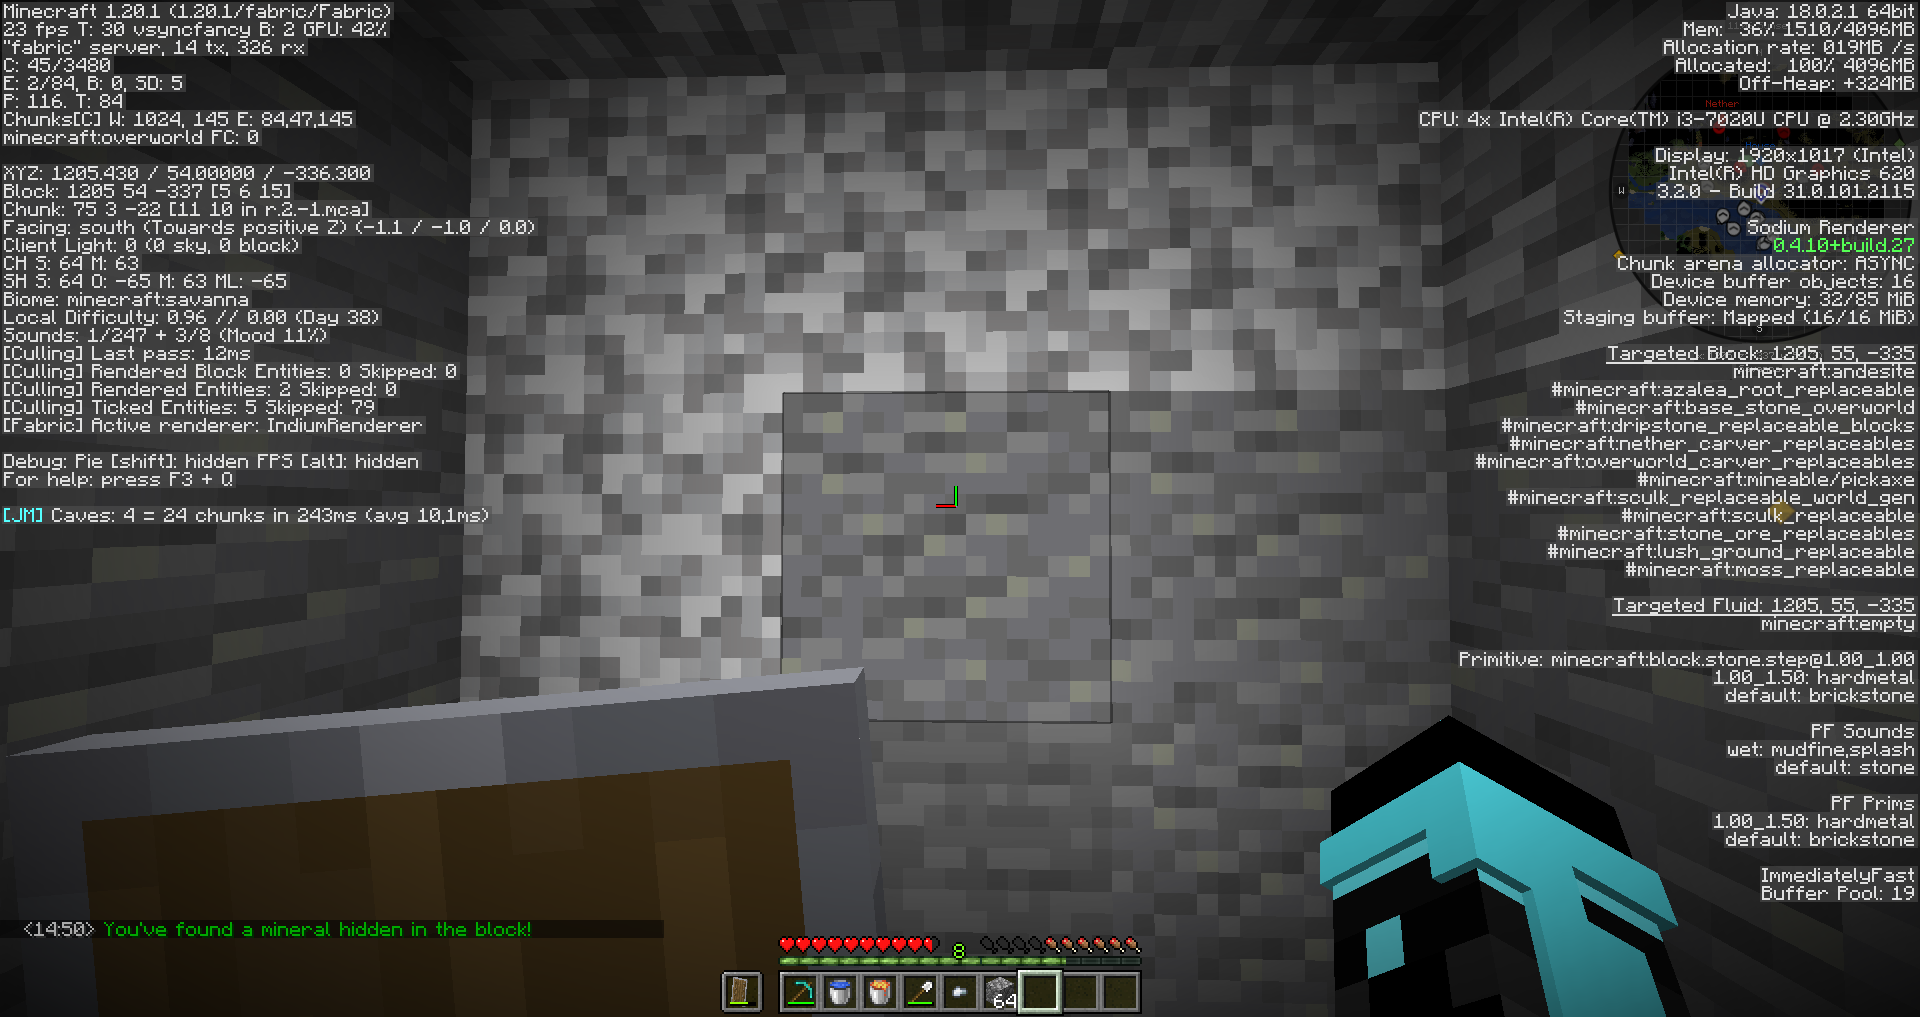 Minecraft 1.20.1 (1.20.1/fabric/Fabric)
23 fps T: 30 vsyncfancy B: 2 GPU: 42%
"fabric" server, 14 tx, 326 rx
C: 45/3480
E: 2/84, B: 0, SD: 5
P: 116. T: 84
Chunks[C] W: 1024, 145 E: 84,47,145
minecraft:overworld FC: 0
XYZ: 1205.430 / 54.00000 / -336.300
Block: 1205 54 -337 [5 6 15]
Chunk: 75 3 -22 [11 10 in r.2.-1.mca]
Facing: south (Towards positive Z) (-1.1 / -1.0 / 0.0)
Client Light: 0 (0 sky, 0 block)
CH S: 64 M: 63
SH S: 64 O: -65 M: 63 ML: -65
Biome: minecraft:savanna
Local Difficulty: 0.96 // 0.00 (Day 38)
Sounds: 1/247 + 3/8 (Mood 11%)
[Culling] Last pass: 12ms
[Culling] Rendered Block Entities: 0 Skipped: 0
[Culling] Rendered Entities: 2 Skipped: 0
[Culling] Ticked Entities: 5 Skipped: 79
[Fabric] Active renderer: IndiumRenderer
Debug: Pie [shift]: hidden FPS [alt]: hidden
For help: press F3 + Q
[JM] Caves: 4 = 24 chunks in 243ms (avg 10,1ms)
Java: 18.0.2.1 64bit
Mem: 36% 1510/4096MB
Allocation rate: 019MB /s
Allocated: 100% 4096MB
Off-Heap: +324MB
Nether
CPU: 4x Intel(R) Core(TM) i3-7020U CPU @ 2.30GHz
Display: 1920x1017 (Intel)
Intel(R) HD Graphics 620
W
3.2.0 - Build 31.0.101.2115
Sodium Renderer
0.4.10+build.27
Chunk arena allocator: ASYNC
Device buffer objects: 16
Device memory: 32/85 MiB
Staging buffer: Mapped (16/16 MiB)
S
Targeted Block: 1205, 55, -335
minecraft:andesite
#minecraft:azalea_root_replaceable
#minecraft:base_stone_overworld
#minecraft:dripstone_replaceable_blocks
#minecraft:nether_carver_replaceables
#minecraft:overworld_carver_replaceables
#minecraft:mineable/pickaxe
#minecraft:sculk_replaceable_world_gen
#minecraft:sculk_replaceable
#minecraft:stone_ore_replaceables
#minecraft:lush_ground_replaceable
#minecraft:moss_replaceable
Targeted Fluid: 1205, 55, -335
minecraft:empty
Primitive: minecraft:block.stone.step@1.00_1.00
1.00_1.50: hardmetal
default: brickstone
PF Sounds
wet: mudfine,splash
default: stone
PF Prims
1.00_1.50: hardmetal
default: brickstone
ImmediatelyFast
Buffer Pool: 19
<14:50> You've found a mineral hidden in the block!
8
64